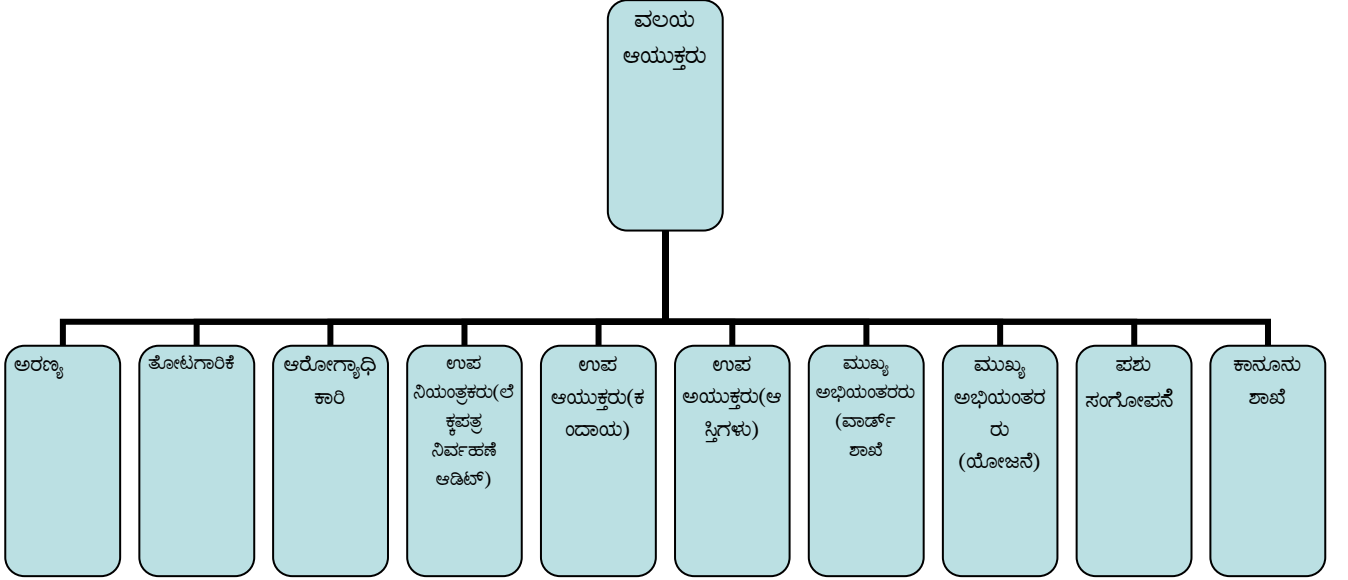 ವಲಯ
ಆಯುಕ್ತರು
ಅರಣ್ಯ
ತೋಟಗಾರಿಕೆ
ಆರೋಗ್ಯಾಧಿ
ಕಾರಿ
ಉಪ
ನಿಯಂತ್ರಕರು(ಲೆ
ಕ್ಕಪತ್ರ
ನಿರ್ವಹಣೆ
ಆಡಿಟ್)
ಉಪ
ಆಯುಕ್ತರು(ಕ
ಂದಾಯ)
ಉಪ
ಅಯುಕ್ತರು(ಆ
ಸ್ತಿಗಳು)
ಮುಖ್ಯ
ಅಭಿಯಂತರರು
(ವಾರ್ಡ್
ಶಾಖೆ
ಮುಖ್ಯ
ಅಭಿಯಂತರ
ರು
(ಯೋಜನೆ)
ಪಶು
ಸಂಗೋಪನೆ
ಕಾನೂನು
ಶಾಖೆ